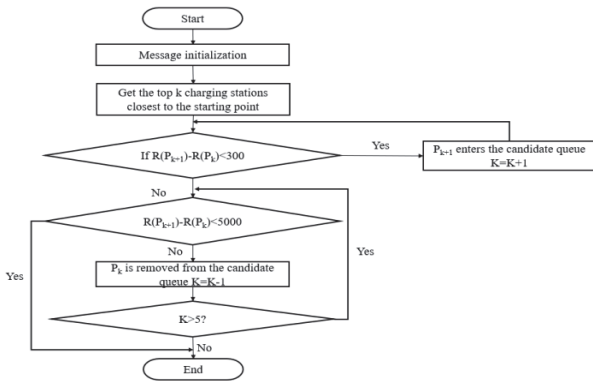 Start
Message initialization
Get the top k charging stations
closest to the starting point
If R(Pₖ₊₁)-R(Pₖ)<300
Yes
Pₖ₊₁ enters the candidate queue
K=K+1
No
R(Pₖ₊₁)-R(Pₖ)<5000
Yes
No
Yes
Pₖ is removed from the candidate
queue K=K-1
K>5?
No
End